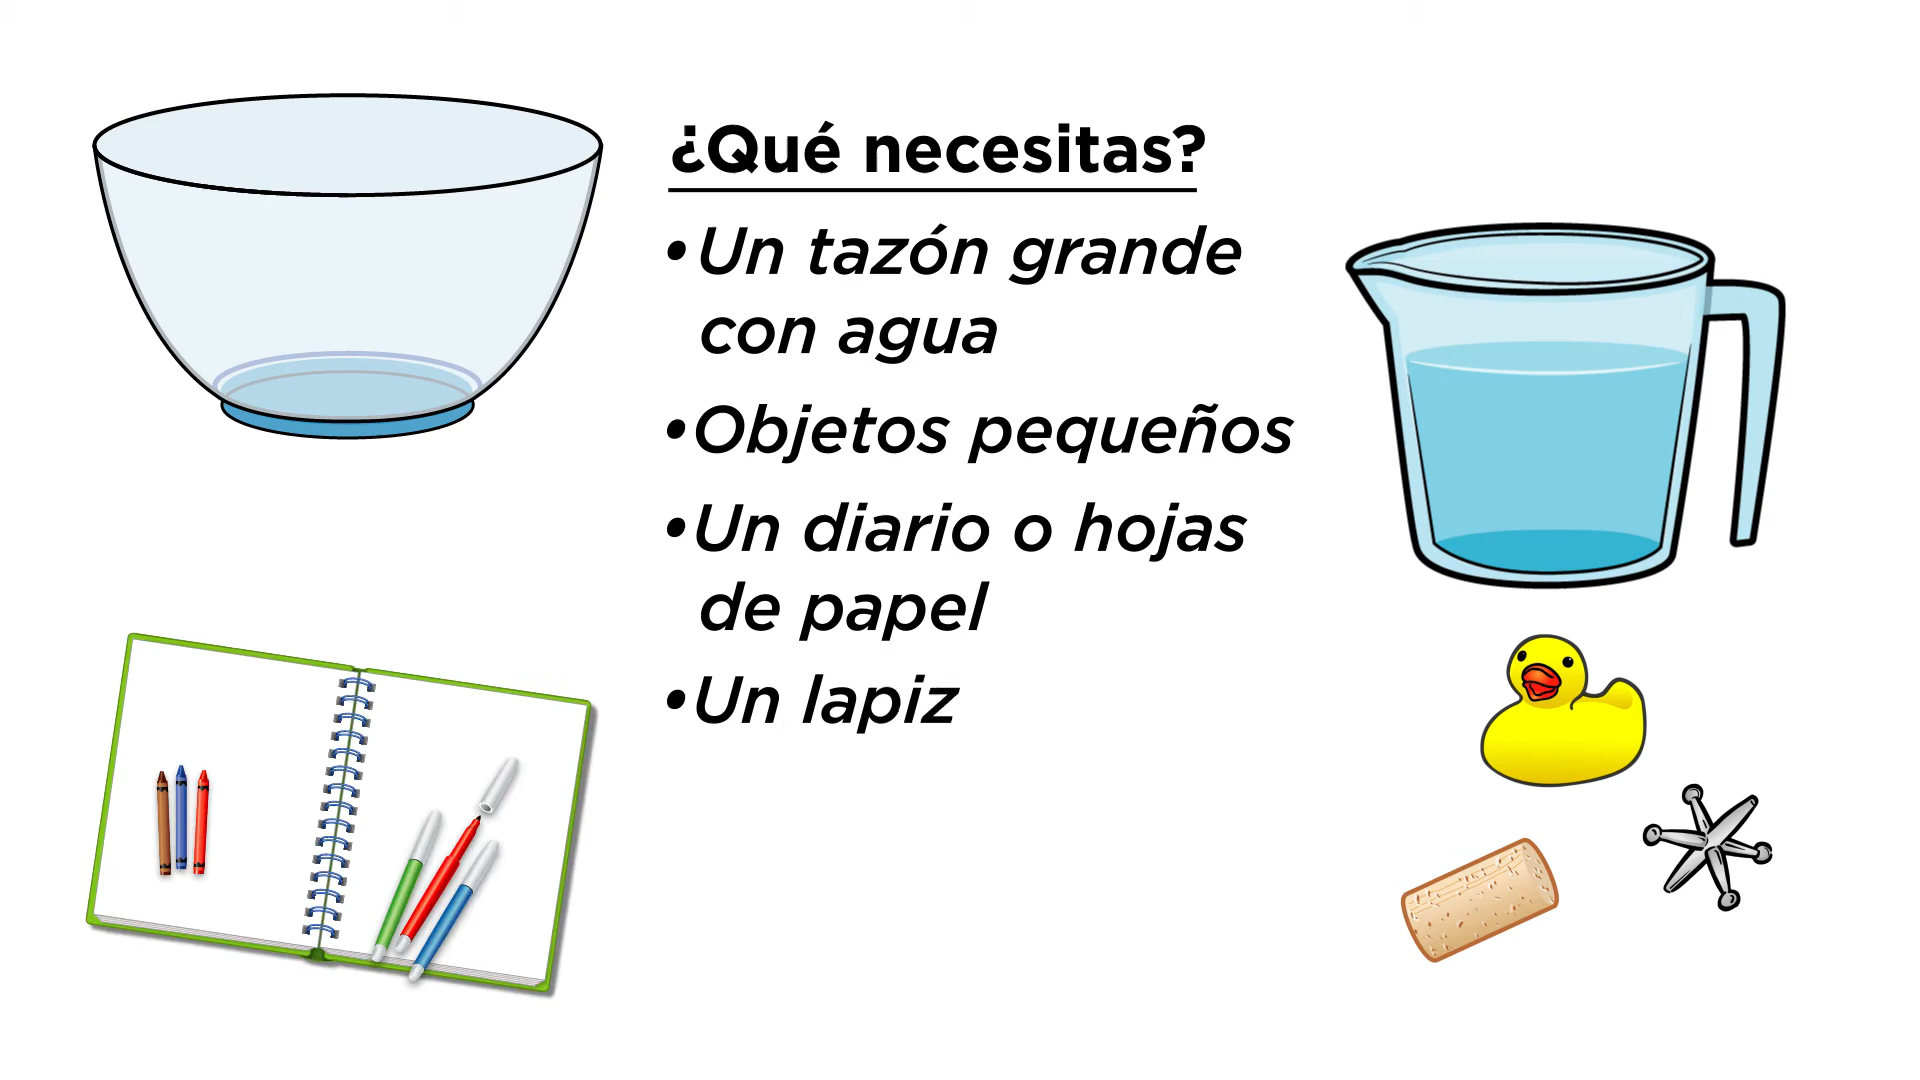 ¿Qué necesitas?
•Un tazón grande
con agua
•Objetos pequeños
•Un diario o hojas
de papel
•Un lapiz